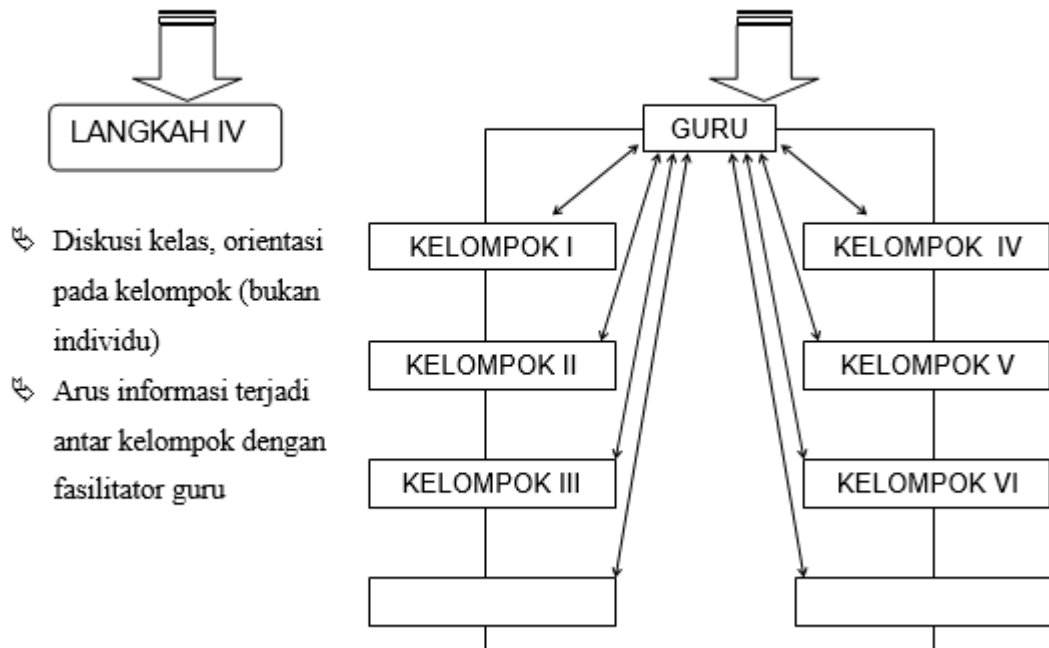 LANGKAH IV
Diskusi kelas, orientasi
pada kelompok (bukan
individu)
Arus informasi terjadi
antar kelompok dengan
fasilitator guru
GURU
KELOMPOK I
KELOMPOK IV
KELOMPOK II
KELOMPOK V
KELOMPOK III
KELOMPOK VI